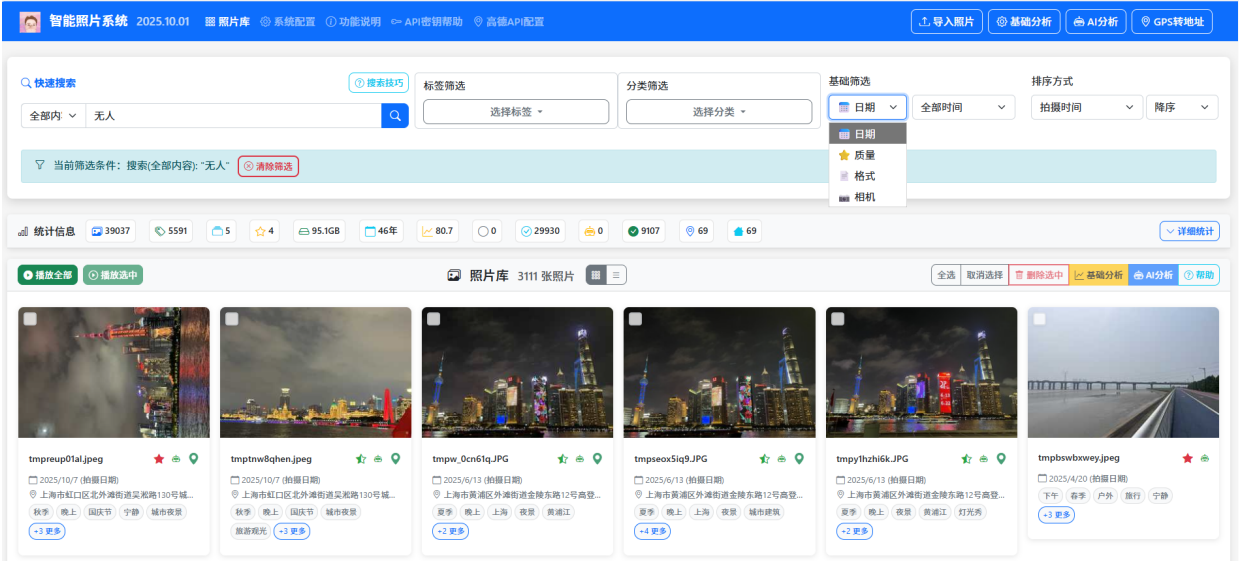 智能照片系统 2025.10.01 照片库 系统配置 功能说明 API密钥帮助 高德API配置 导入照片 基础分析 AI分析 GPS转地址
快速搜索 搜索技巧 标签筛选 分类筛选 基础筛选 排序方式
全部内 无人 选择标签 选择分类 日期 全部时间 拍摄时间 降序
日期
质量
格式
相机
当前筛选条件：搜索(全部内容): "无人" 清除筛选
统计信息 39037 5591 5 4 95.1GB 46年 80.7 0 29930 0 9107 69 69 详细统计
播放全部 播放选中 照片库 3111 张照片 全选 取消选择 删除选中 基础分析 AI分析 帮助
tmpreup01al.jpeg
2025/10/7 (拍摄日期)
上海市虹口区北外滩街道吴淞路130号城...
秋季 晚上 国庆节 宁静 城市夜景
+3 更多
tmptnw8qhen.jpeg
2025/10/7 (拍摄日期)
上海市虹口区北外滩街道吴淞路130号城...
秋季 晚上 国庆节 城市夜景
旅游观光 +3 更多
tmpw_0cn61q.JPG
2025/6/13 (拍摄日期)
上海市黄浦区外滩街道金陵东路12号高登...
夏季 晚上 上海 夜景 黄浦江
+2 更多
tmpseox5iq9.JPG
2025/6/13 (拍摄日期)
上海市黄浦区外滩街道金陵东路12号高登...
夏季 晚上 上海 夜景 城市建筑
+4 更多
tmpy1hzhi6k.JPG
2025/6/13 (拍摄日期)
上海市黄浦区外滩街道金陵东路12号高登...
夏季 晚上 夜景 黄浦江 灯光秀
+2 更多
tmpbswbxwey.jpeg
2025/4/20 (拍摄日期)
下午 春季 户外 旅行 宁静
+3 更多